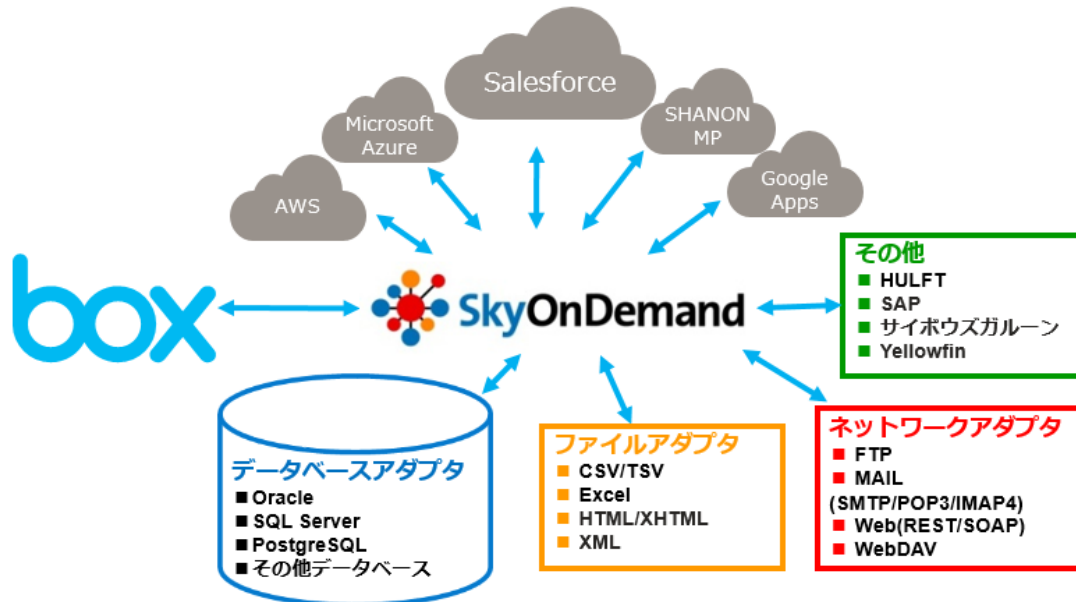 Salesforce
Microsoft
Azure
SHANON
MP
AWS
Google
Apps
box
SkyOnDemand
その他
HULFT
SAP
サイボウズガルーン
Yellowfin
データベースアダプタ
Oracle
SQL Server
PostgreSQL
その他データベース
ファイルアダプタ
CSV/TSV
Excel
HTML/XHTML
XML
ネットワークアダプタ
FTP
MAIL
(SMTP/POP3/IMAP4)
Web(REST/SOAP)
WebDAV